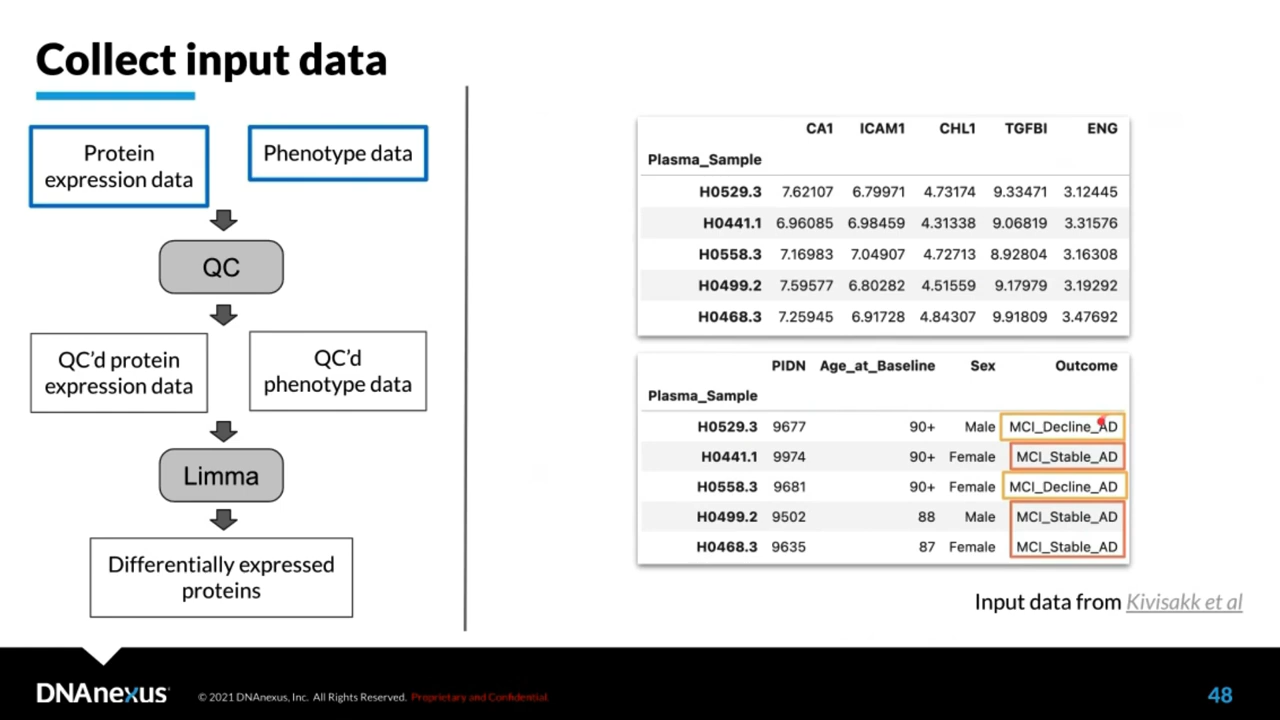 Collect input data
Protein
expression data
Phenotype data
QC
QC'd protein
expression data
QC'd
phenotype data
Limma
Differentially expressed
proteins
CA1 ICAM1 CHL1 TGFBI ENG
Plasma_Sample
H0529.3 7.62107 6.79971 4.73174 9.33471 3.12445
H0441.1 6.96085 6.98459 4.31338 9.06819 3.31576
H0558.3 7.16983 7.04907 4.72713 8.92804 3.16308
H0499.2 7.59577 6.80282 4.51559 9.17979 3.19292
H0468.3 7.25945 6.91728 4.84307 9.91809 3.47692
PIDN Age_at_Baseline Sex Outcome
Plasma_Sample
H0529.3 9677 90+ Male MCI_Decline_AD
H0441.1 9974 90+ Female MCI_Stable_AD
H0558.3 9681 90+ Female MCI_Decline_AD
H0499.2 9502 88 Male MCI_Stable_AD
H0468.3 9635 87 Female MCI_Stable_AD
Input data from Kivisakk et al
DNAnexus © 2021 DNAnexus, Inc. All Rights Reserved. Proprietary and Confidential. 48